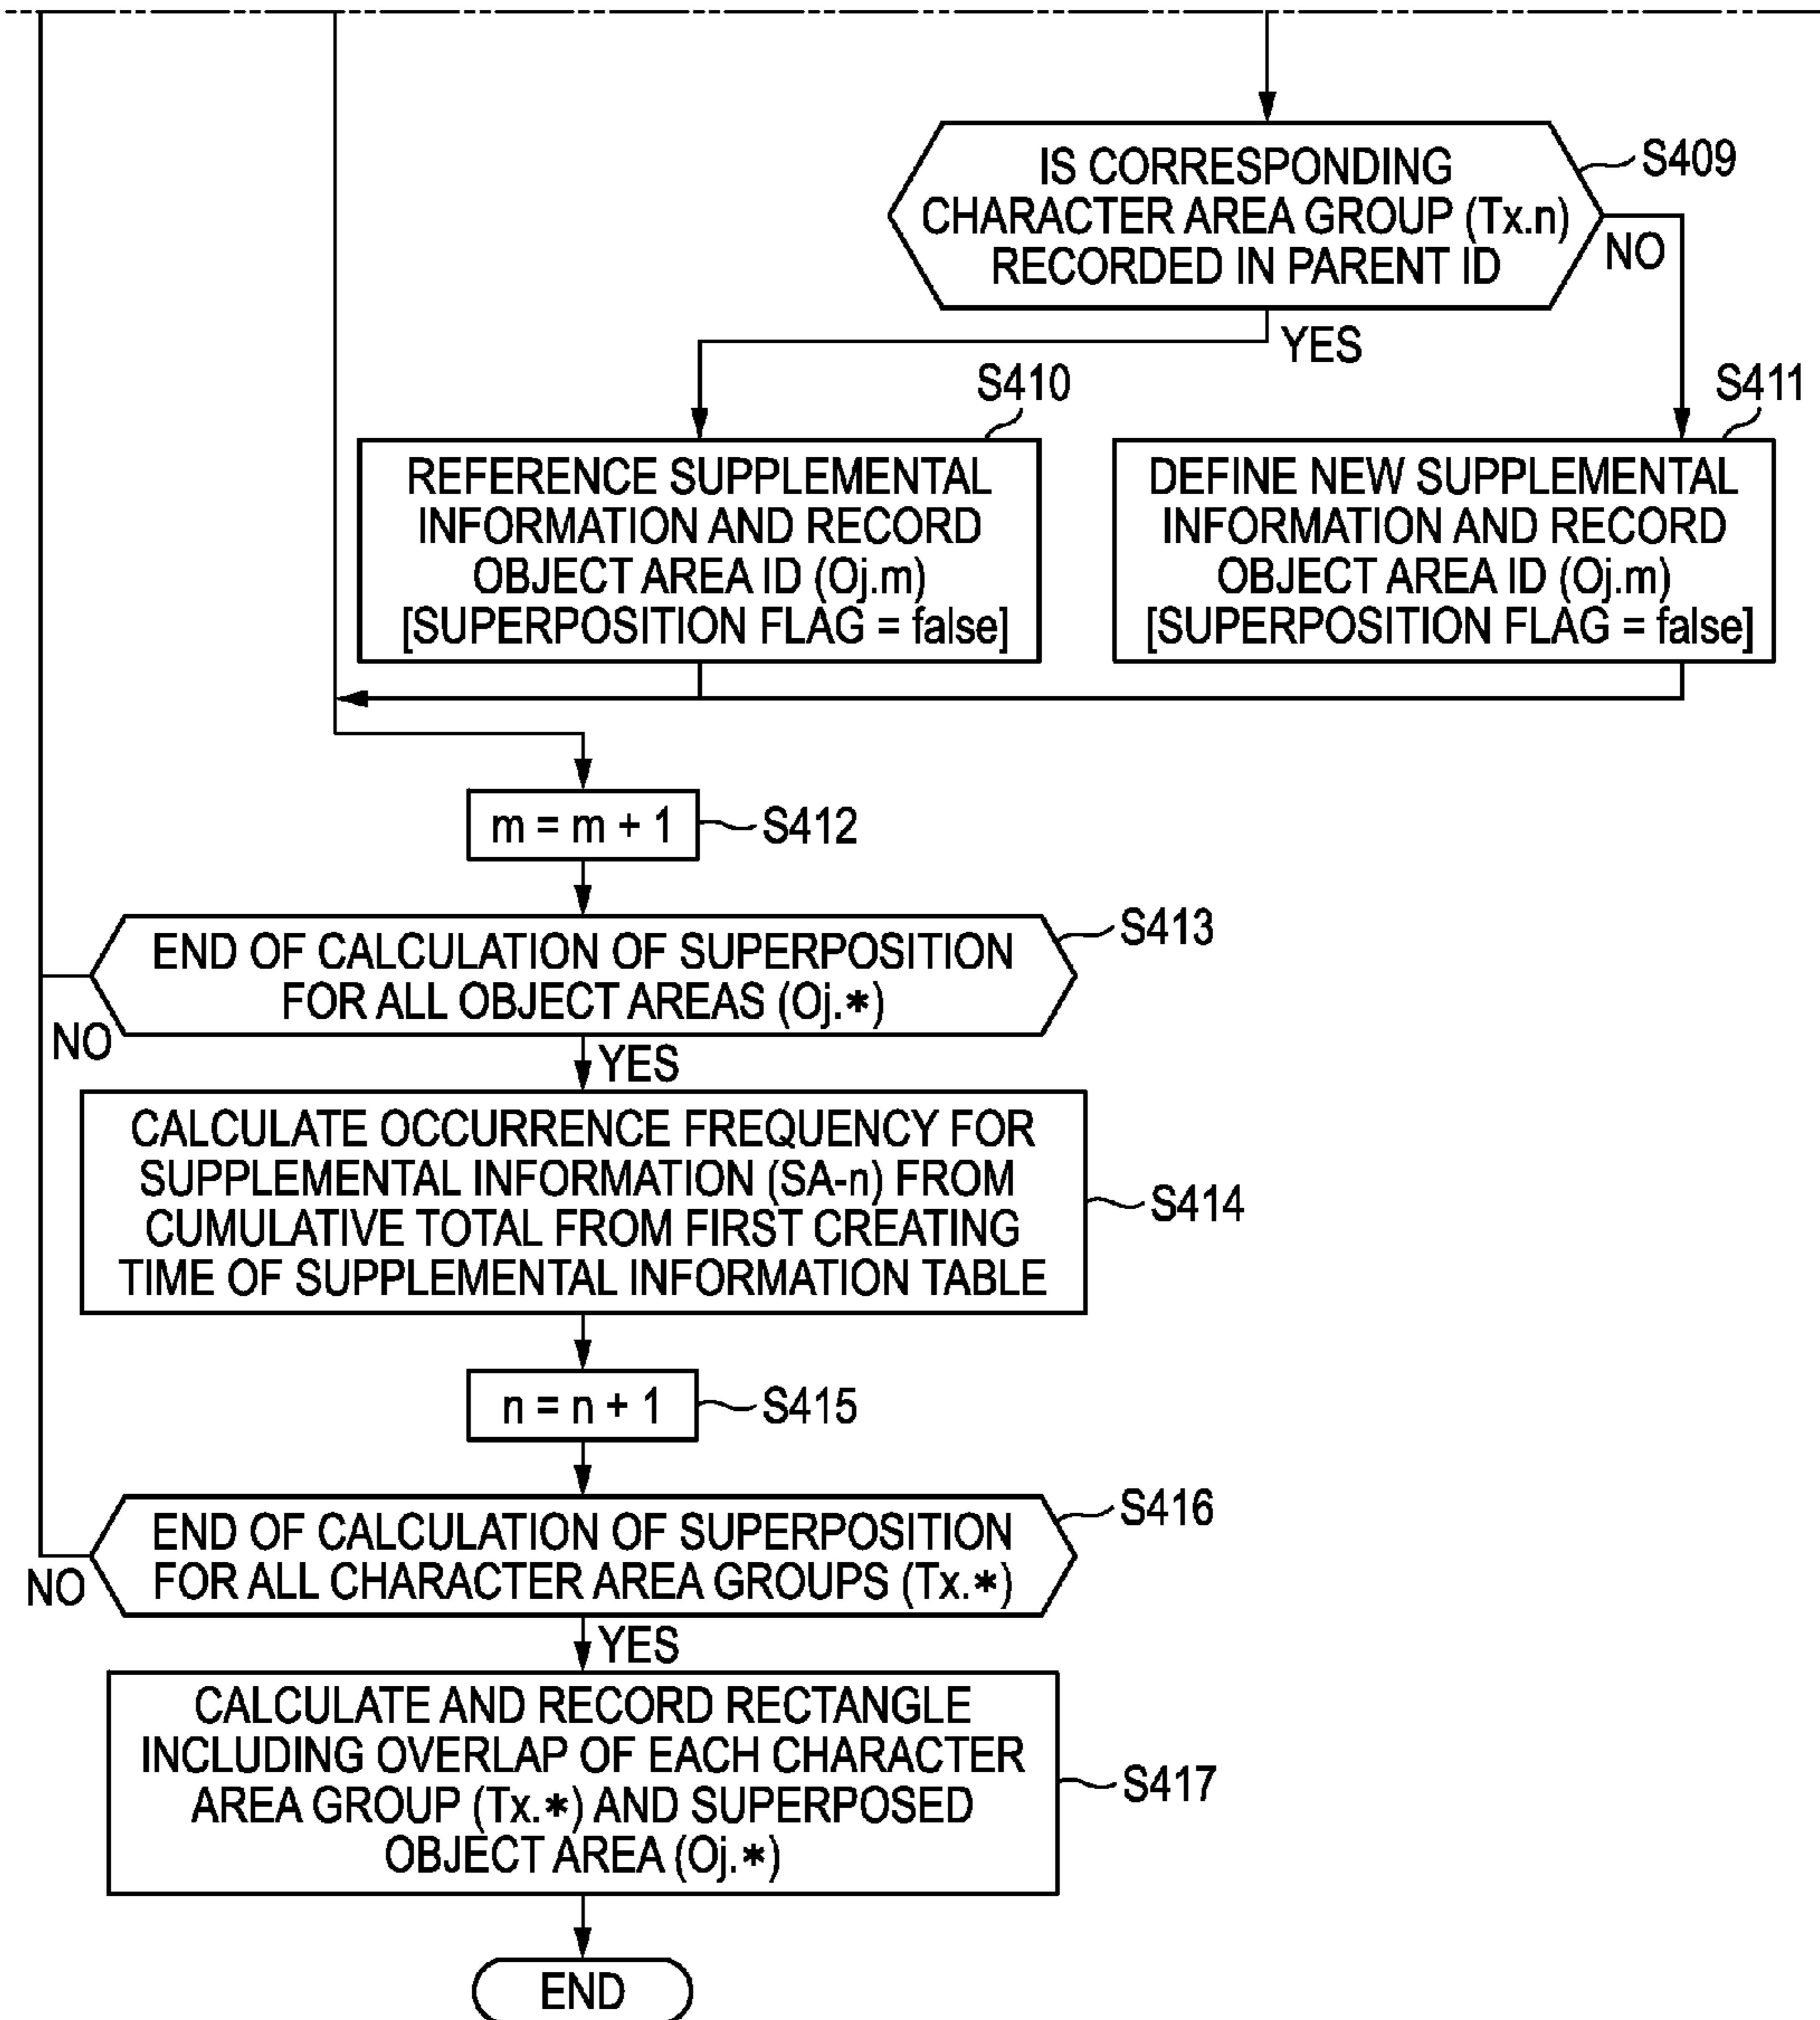 IS CORRESPONDING
CHARACTER AREA GROUP (Tx.n)
RECORDED IN PARENT ID
S409
NO
YES
S410
S411
REFERENCE SUPPLEMENTAL
INFORMATION AND RECORD
OBJECT AREA ID (Oj.m)
[SUPERPOSITION FLAG = false]
DEFINE NEW SUPPLEMENTAL
INFORMATION AND RECORD
OBJECT AREA ID (Oj.m)
[SUPERPOSITION FLAG = false]
m = m + 1
S412
END OF CALCULATION OF SUPERPOSITION
FOR ALL OBJECT AREAS (Oj.*)
S413
NO
YES
CALCULATE OCCURRENCE FREQUENCY FOR
SUPPLEMENTAL INFORMATION (SA-n) FROM
CUMULATIVE TOTAL FROM FIRST CREATING
TIME OF SUPPLEMENTAL INFORMATION TABLE
S414
n = n + 1
S415
END OF CALCULATION OF SUPERPOSITION
FOR ALL CHARACTER AREA GROUPS (Tx.*)
S416
NO
YES
CALCULATE AND RECORD RECTANGLE
INCLUDING OVERLAP OF EACH CHARACTER
AREA GROUP (Tx.*) AND SUPERPOSED
OBJECT AREA (Oj.*)
S417
END